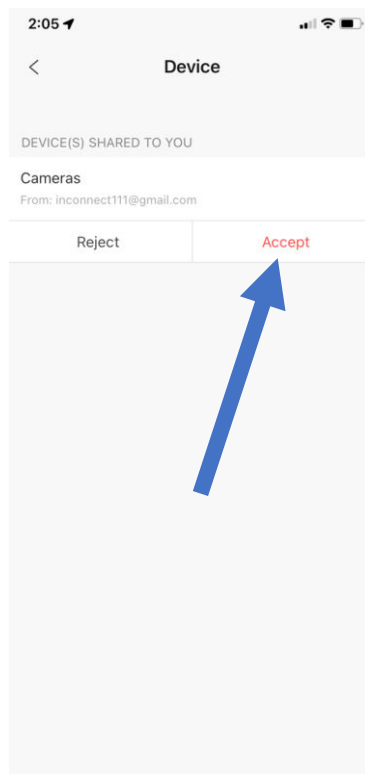 2:05
Device
DEVICE(S) SHARED TO YOU
Cameras
From: inconnect111@gmail.com
Reject Accept